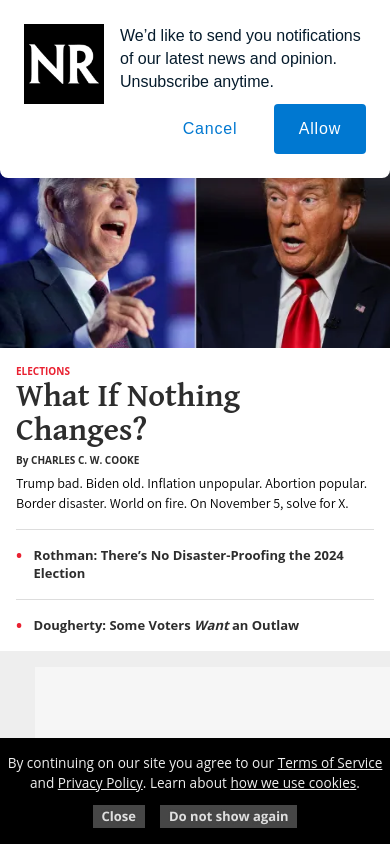 NR
We’d like to send you notifications
of our latest news and opinion.
Unsubscribe anytime.
Cancel
Allow
ELECTIONS
What If Nothing
Changes?
By CHARLES C. W. COOKE
Trump bad. Biden old. Inflation unpopular. Abortion popular.
Border disaster. World on fire. On November 5, solve for X.
• Rothman: There’s No Disaster-Proofing the 2024
Election
• Dougherty: Some Voters Want an Outlaw
By continuing on our site you agree to our Terms of Service
and Privacy Policy. Learn about how we use cookies.
Close
Do not show again